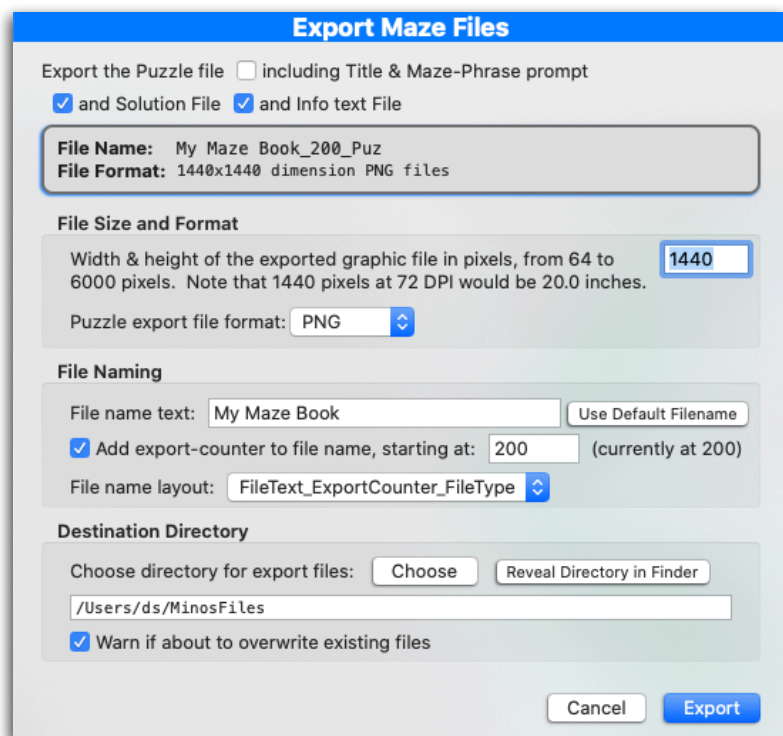 Export Maze Files
Export the Puzzle file including Title & Maze-Phrase prompt
and Solution File and Info text File
File Name: My Maze Book_200_Puz
File Format: 1440x1440 dimension PNG files
File Size and Format
Width & height of the exported graphic file in pixels, from 64 to 1440
6000 pixels. Note that 1440 pixels at 72 DPI would be 20.0 inches.
Puzzle export file format: PNG
File Naming
File name text: My Maze Book Use Default Filename
Add export-counter to file name, starting at: 200 (currently at 200)
File name layout: FileText_ExportCounter_FileType
Destination Directory
Choose directory for export files: Choose Reveal Directory in Finder
/Users/ds/MinosFiles
Warn if about to overwrite existing files
Cancel Export